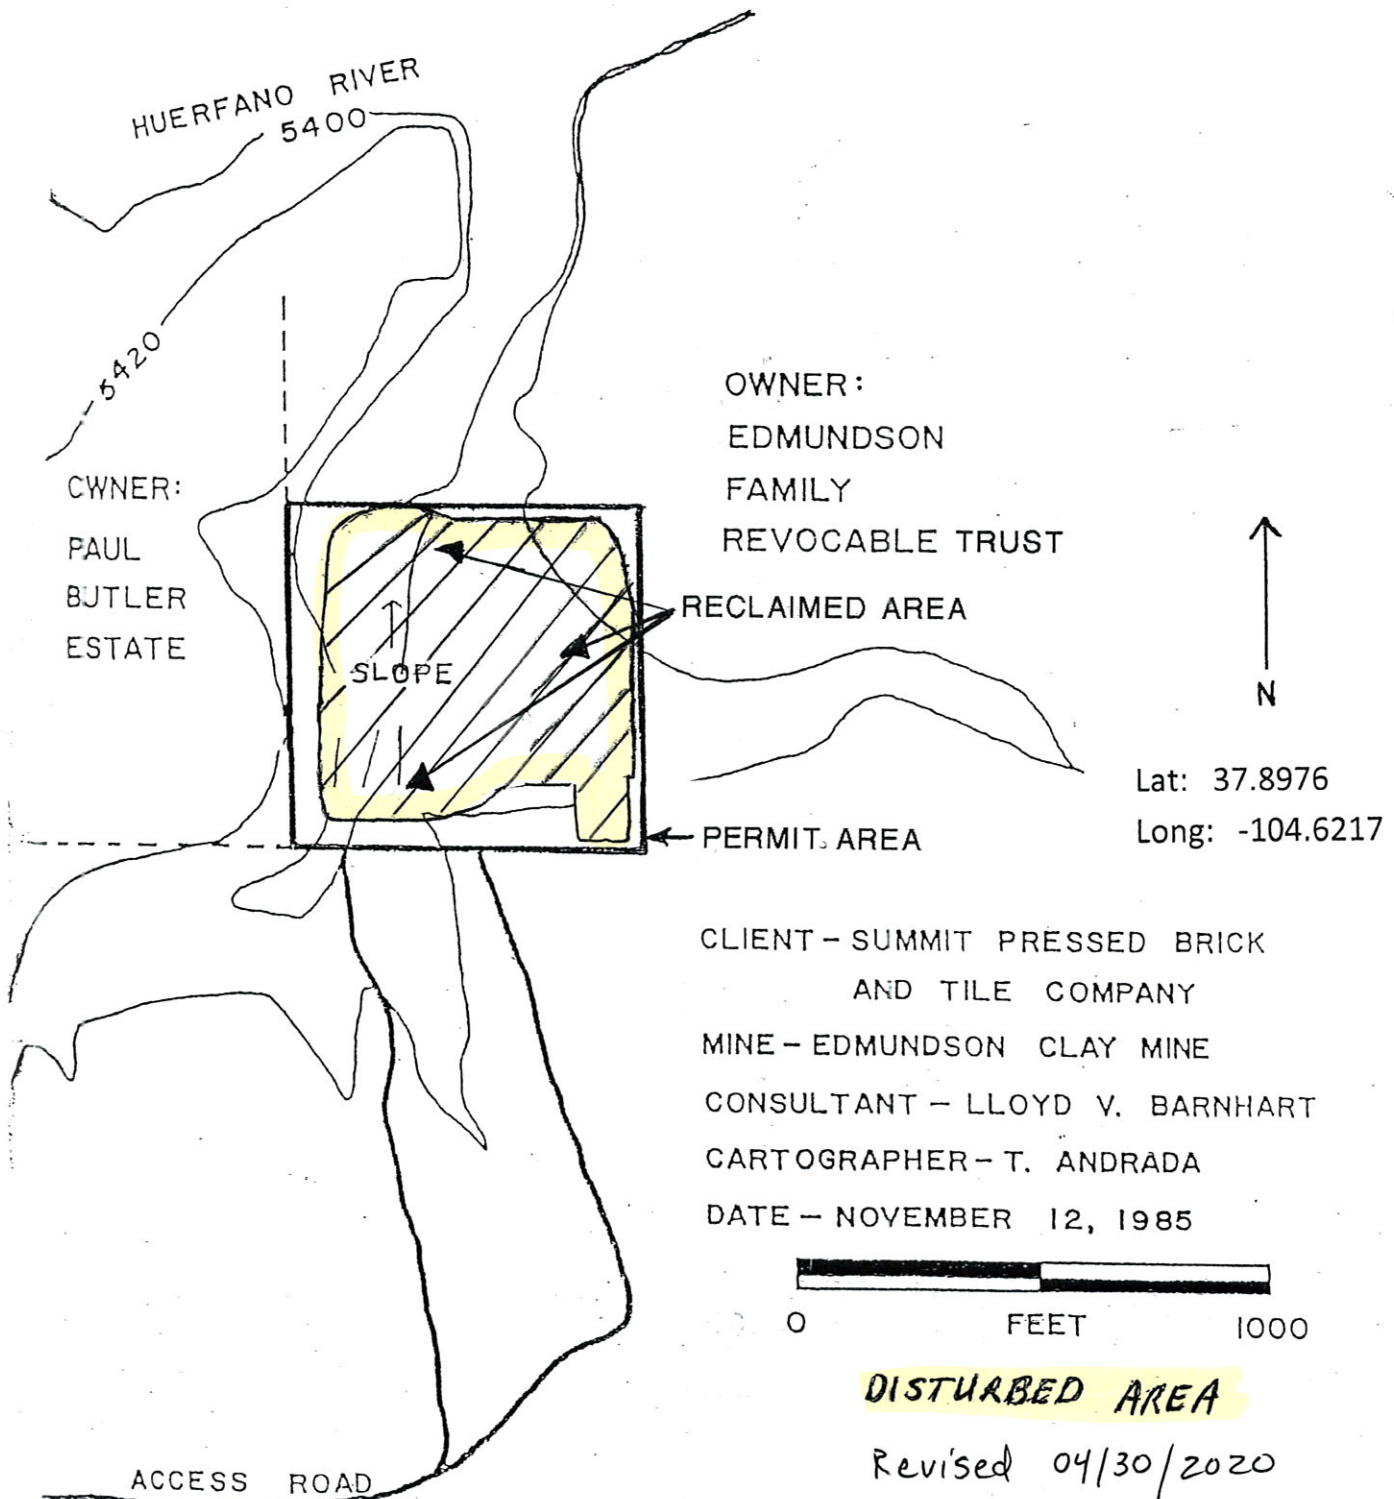 HUERFANO RIVER
5400
5420
OWNER:
EDMUNDSON
FAMILY
REVOCABLE TRUST
CWNER:
PAUL
BUTLER
ESTATE
RECLAIMED AREA
SLOPE
N
Lat: 37.8976
Long: -104.6217
PERMIT AREA
CLIENT - SUMMIT PRESSED BRICK
AND TILE COMPANY
MINE - EDMUNDSON CLAY MINE
CONSULTANT - LLOYD V. BARNHART
CARTOGRAPHER - T. ANDRADA
DATE - NOVEMBER 12, 1985
0 FEET 1000
DISTURBED AREA
Revised 04/30/2020
ACCESS ROAD